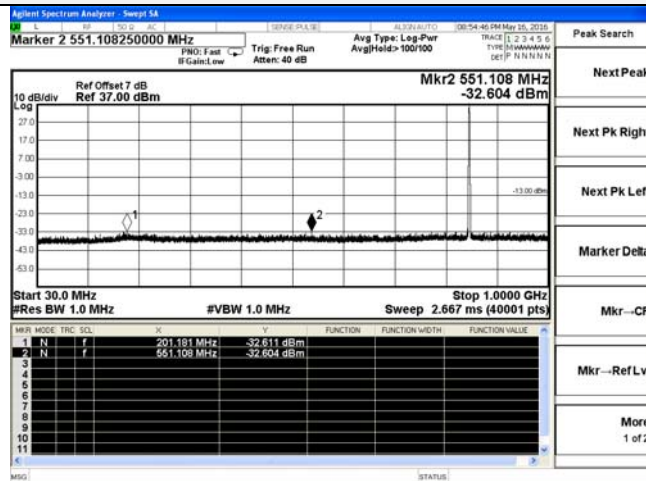 Agilent Spectrum Analyzer - Swept SA
L RF 50 Ω AC SENSE:PULSE ALIGNAUTO 08:54:46 PM May 16, 2016
Marker 2 551.108250000 MHz
PNO: Fast
IFGain:Low
Trig: Free Run
Atten: 40 dB
Avg Type: Log-Pwr
Avg|Hold:>100/100
TRACE 1 2 3 4 5 6
TYPE M
DET P N N N N N
Peak Search
Ref Offset 7 dB
Ref 37.00 dBm
10 dB/div
Log
Mkr2 551.108 MHz
-32.604 dBm
Next Peak
27.0
17.0
7.00
-3.00
-13.0
-23.0
-33.0
-43.0
-53.0
-13.00 dBm
1
2
Next Pk Righ
Next Pk Lef
Marker Delta
Mkr→CF
Mkr→RefLv
More
1 of 2
Start 30.0 MHz
#Res BW 1.0 MHz
#VBW 1.0 MHz
Stop 1.0000 GHz
Sweep 2.667 ms (40001 pts)
MKR MODE TRC SCL X Y FUNCTION FUNCTION WIDTH FUNCTION VALUE
1 N f 201.191 MHz -32.611 dBm
2 N f 551.108 MHz -32.604 dBm
3
4
5
6
7
8
9
10
11
MSG STATUS